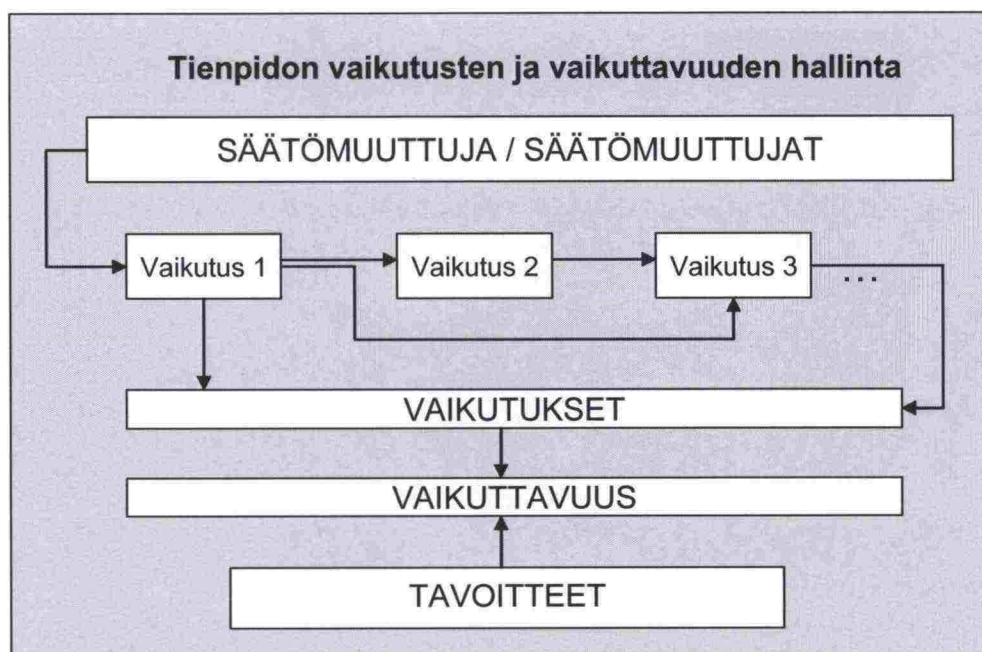 Tienpidon vaikutusten ja vaikuttavuuden hallinta
SÄÄTÖMUUTTUJA / SÄÄTÖMUUTTUJAT
Vaikutus 1
Vaikutus 2
Vaikutus 3
...
VAIKUTUKSET
VAIKUTTAVUUS
TAVOITTEET